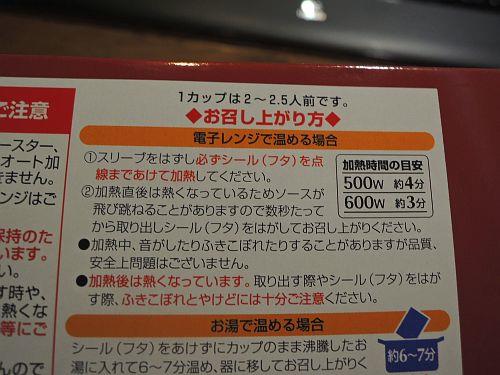 1カップは2〜2.5人前です。
◆お召し上がり方◆
電子レンジで温める場合
①スリーブをはずし必ずシール(フタ)を点
線まであけて加熱してください。
②加熱直後は熱くなっているためソースが
飛び跳ねることがありますので数秒たって
から取り出しシール(フタ)をはがしてお召し上がりください。
加熱時間の目安
500W 約4分
600W 約3分
●加熱中、音がしたりふきこぼれたりすることがありますが品質、
安全上問題はございません。
●加熱後は熱くなっています。取り出す際やシール(フタ)をはが
す際、ふきこぼれとやけどには十分ご注意ください。
お湯で温める場合
シール(フタ)をあけずにカップのまま沸騰したお
湯に入れて6〜7分温め、器に移してお召し上がりく
約6〜7分
ご注意
ースター、
オート加
ません。
ンジはご
保持のた
います。
い。
す時や、
熱くな
等にご
んので